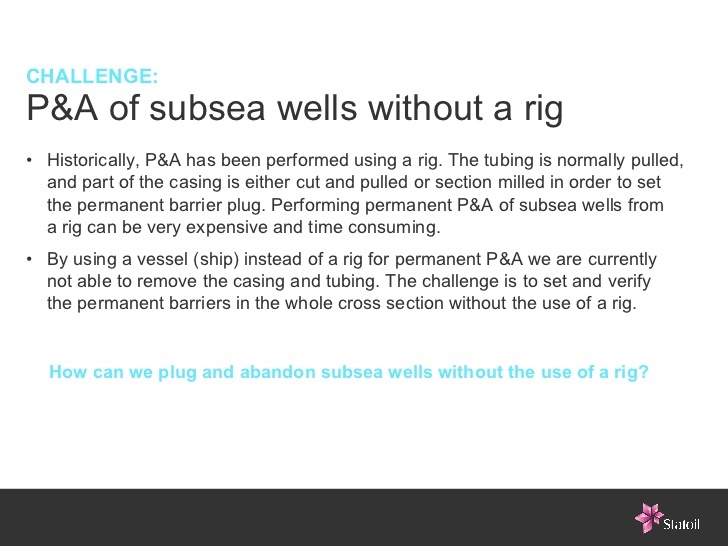 CHALLENGE:
P&A of subsea wells without a rig
• Historically, P&A has been performed using a rig. The tubing is normally pulled,
and part of the casing is either cut and pulled or section milled in order to set
the permanent barrier plug. Performing permanent P&A of subsea wells from
a rig can be very expensive and time consuming.
• By using a vessel (ship) instead of a rig for permanent P&A we are currently
not able to remove the casing and tubing. The challenge is to set and verify
the permanent barriers in the whole cross section without the use of a rig.
How can we plug and abandon subsea wells without the use of a rig?
Statoil